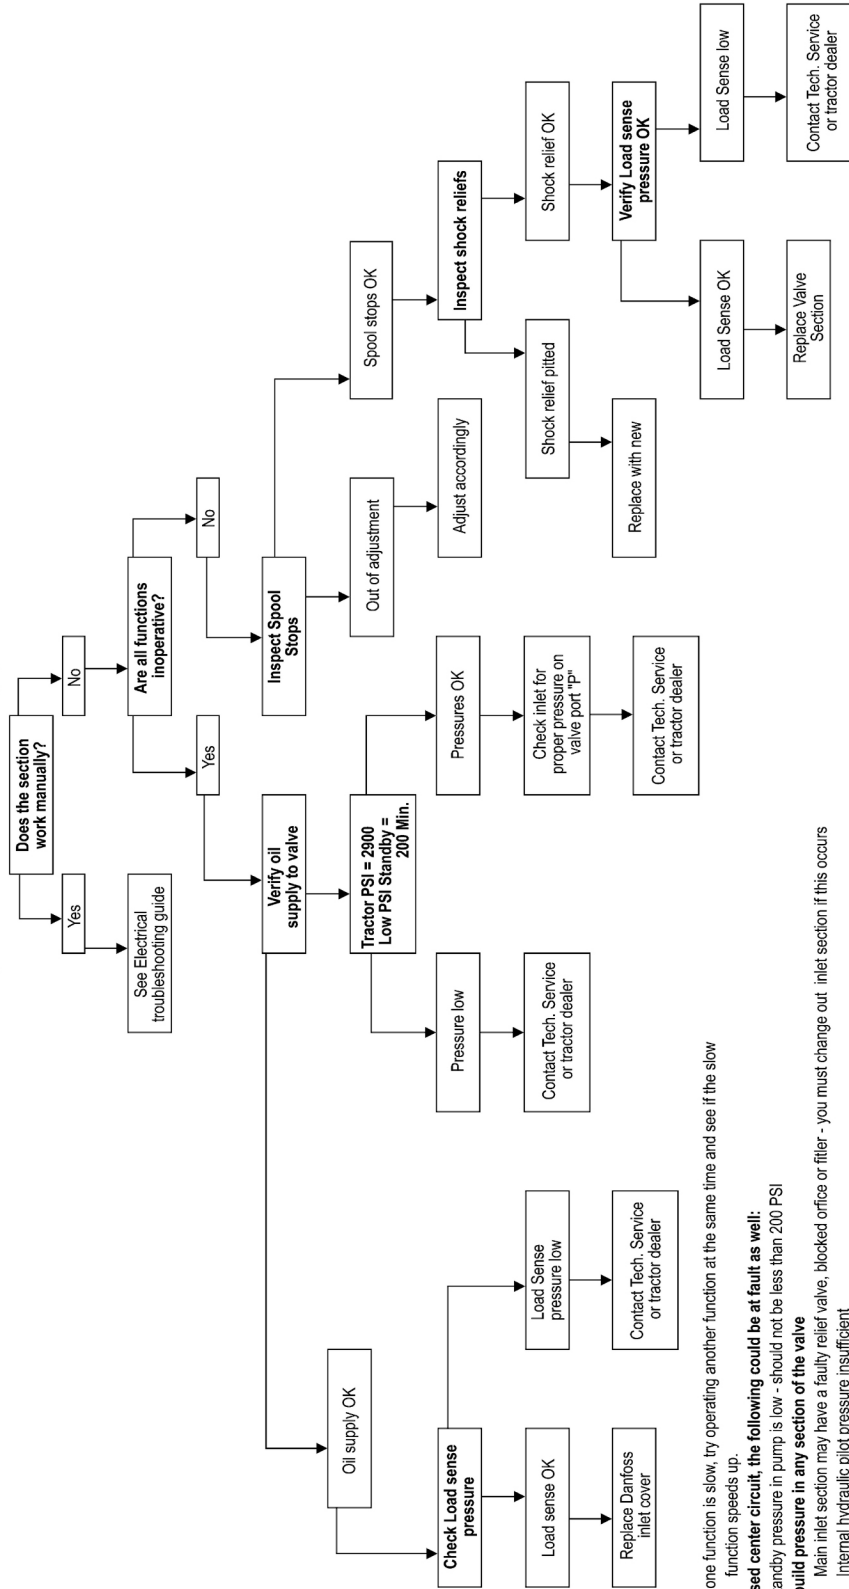 Does the section
work manually?
Yes
No
See Electrical
troubleshooting guide
Are all functions
inoperative?
Yes
No
Verify oil
supply to valve
Inspect Spool
Stops
Oil supply OK
Tractor PSI = 2900
Low PSI Standby =
200 Min.
Out of adjustment
Spool stops OK
Check Load sense
pressure
Pressure low
Pressures OK
Adjust accordingly
Inspect shock reliefs
Load sense OK
Load Sense
pressure low
Contact Tech. Service
or tractor dealer
Check inlet for
proper pressure on
valve port "P"
Shock relief pitted
Shock relief OK
Replace Danfoss
inlet cover
Contact Tech. Service
or tractor dealer
Contact Tech. Service
or tractor dealer
Replace with new
Verify Load sense
pressure OK
Load Sense OK
Load Sense low
Replace Valve
Section
Contact Tech. Service
or tractor dealer
one function is slow, try operating another function at the same time and see if the slow
function speeds up.
center circuit, the following could be at fault as well:
pressure in pump is low - should not be less than 200 PSI
build pressure in any section of the valve
Main inlet section may have a faulty relief valve, blocked orfice or fitler - you must change out inlet section if this occurs
Internal hydraulic pilot pressure insufficient